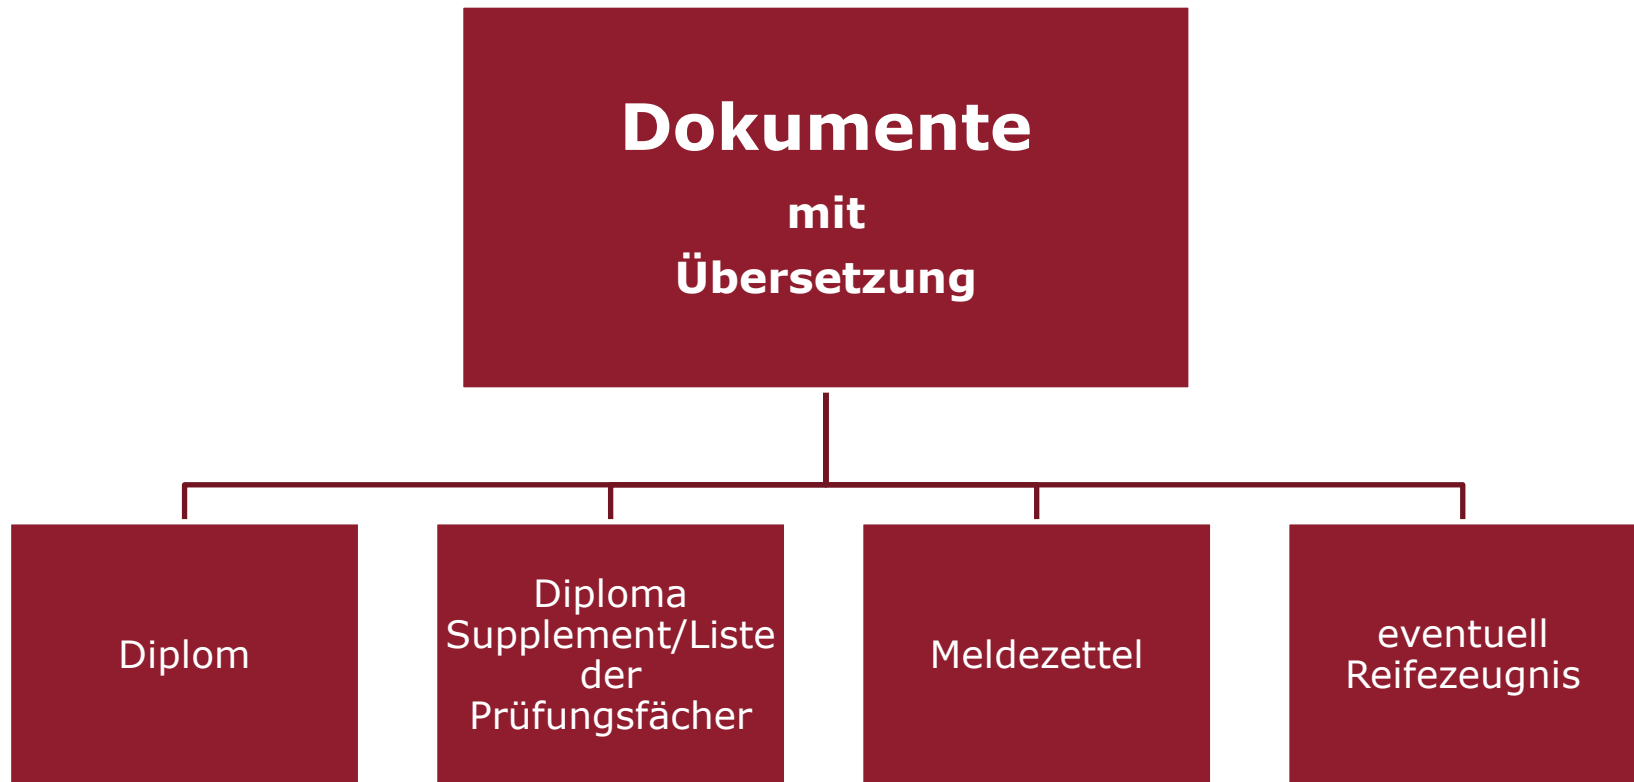 Dokumente
mit
Übersetzung
Diplom
Diploma
Supplement/Liste
der
Prüfungsfächer
Meldezettel
eventuell
Reifezeugnis